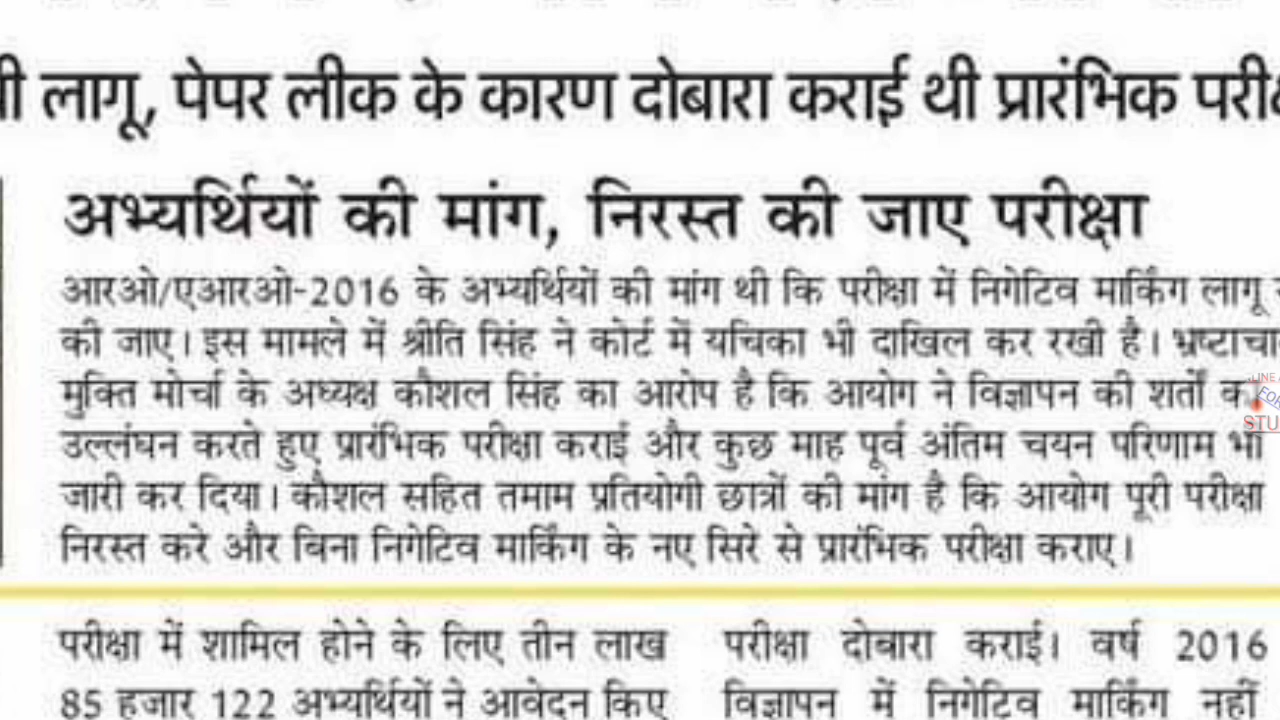 लागू, पेपर लीक के कारण दोबारा कराई थी प्रारंभिक
अभ्यर्थियों की मांग, निरस्त की जाए परीक्षा
आरओ/एआरओ-2016 के अभ्यर्थियों की मांग थी कि परीक्षा में निगेटिव मार्किंग लागू
की जाए। इस मामले में श्रीति सिंह ने कोर्ट में यचिका भी दाखिल कर रखी है।
मुक्ति मोर्चा के अध्यक्ष कौशल सिंह का आरोप है कि आयोग ने विज्ञापन की शर्तों
उल्लंघन करते हुए प्रारंभिक परीक्षा कराई और कुछ माह पूर्व अंतिम चयन परिणाम भी
जारी कर दिया। कौशल सहित तमाम प्रतियोगी छात्रों की मांग है कि आयोग पूरी परीक्षा
निरस्त करे और बिना निगेटिव मार्किंग के नए सिरे से प्रारंभिक परीक्षा कराए।
परीक्षा में शामिल होने के लिए तीन लाख
85 हजार 122 अभ्यर्थियों ने आवेदन किए
परीक्षा दोबारा कराई। वर्ष 2016
विज्ञापन में निगेटिव मार्किंग नहीं